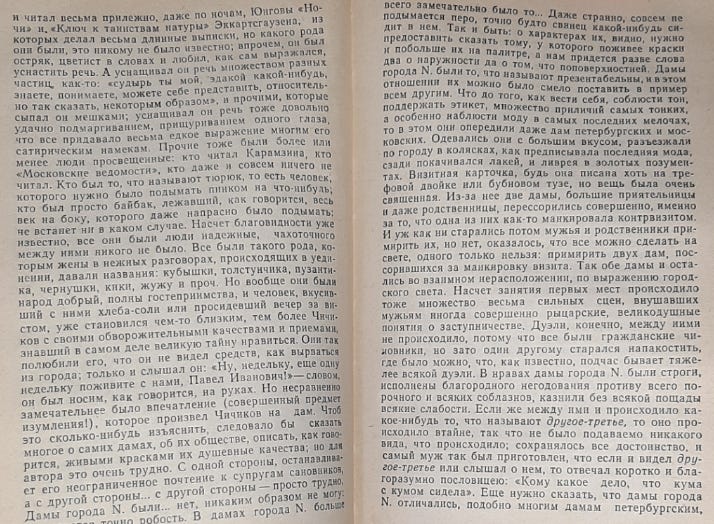 и читал весьма прилежно, даже по ночам, Юнговы «Но-
чи» и, «Ключ к таинствам натуры» Эккартсгаузена, из
которых делал весьма длинные выписки, но какого рода
они были, это никому не было известно; впрочем, он был
остряк, цветист в словах и любил, как сам выражался,
уснастить речь. А уснащивал он речь множеством разных
частиц, как-то: «сударь ты мой, эдакой какой-нибудь,
знаете, понимаете, можете себе представить, относитель-
но так сказать, некоторым образом», и прочими, которые
сыпал он мешками; уснащивал он речь тоже довольно
удачно подмаргиванием, прищуриванием одного глаза,
что все придавало весьма едкое выражение многим его
сатирическим намекам. Прочие тоже были более или
менее люди просвещенные: кто читал Карамзина, кто
«Московские ведомости», кто даже и совсем ничего не
читал. Кто был то, что называют тюрюк, то есть человек,
которого нужно было подымать пинком на что-нибудь;
кто был просто байбак, лежавший, как говорится, весь
век на боку, которого даже напрасно было подымать;
не встанет ни в каком случае. Насчет благовидности уже
известно, все они были люди надежные, чахоточного
между ними никого не было. Все были такого рода, ко-
торым жены в нежных разговорах, происходящих в уеди-
нении, давали названия: кубышки, толстунчика, пузанти-
ка, чернушки, кики, жужу и проч. Но вообще они были
народ добрый, полны гостеприимства, и человек, вкусив-
ший с ними хлеба-соли или просидевший вечер за ви-
стом, уже становился чем-то близким, тем более Чичи-
ков с своими обворожительными качествами и приемами,
знавший в самом деле великую тайну нравиться. Они так
полюбили его, что он не видел средств, как вырваться
из города; только и слышал он: «Ну, недельку, еще одну
недельку поживите с нами, Павел Иванович!» — словом,
он был носим, как говорится, на руках. Но несравненно
замечательнее было впечатление (совершенный предмет
изумления!), которое произвел Чичиков на дам. Чтоб
это сколько-нибудь изъяснить, следовало бы сказать
многое о самих дамах, об их обществе, описать, как гово-
рится, живыми красками их душевные качества; но для
автора это очень трудно. С одной стороны, останавлива-
ет его неограниченное почтение к супругам сановников,
а с другой стороны... с другой стороны — просто трудно.
Дамы города N. были... нет, никаким образом не могу:
точно робость. В дамах города N. больше
всего замечательно было то... Даже странно, совсем не
подымается перо, точно будто свинец какой-нибудь си-
дит в нем. Так и быть: о характерах их, видно, нужно
предоставить сказать тому, у которого поживее краски
и побольше их на палитре, а нам придется разве слова
два о наружности да о том, что поповерхностней. Дамы
города N. были то, что называют презентабельны, и в этом
отношении их можно было смело поставить в пример
всем другим. Что до того, как вести себя, соблюсти тон,
поддержать этикет, множество приличий самых тонких,
а особенно наблюсти моду в самых последних мелочах,
то в этом они опередили даже дам петербургских и мос-
ковских. Одевались они с большим вкусом, разъезжали
по городу в колясках, как предписывала последняя мода,
сзади покачивался лакей, и ливрея в золотых позумен-
тах. Визитная карточка, будь она писана хоть на тре-
фовой двойке или бубновом тузе, но вещь была очень
священная. Из-за нее две дамы, большие приятельницы
и даже родственницы, перессорились совершенно, именно
за то, что одна из них как-то манкировала контрвизитом.
И уж как ни старались потом мужья и родственники при-
мирить их, но нет, оказалось, что все можно сделать на
свете, одного только нельзя: примирить двух дам, пос-
сорившихся за манкировку визита. Так обе дамы и оста-
лись во взаимном нерасположении, по выражению город-
ского света. Насчет занятия первых мест происходило
тоже множество весьма сильных сцен, внушавших
мужьям иногда совершенно рыцарские, великодушные
понятия о заступничестве. Дуэли, конечно, между ними
не происходило, потому что все были гражданские чи-
новники, но зато один другому старался напакостить,
где было можно, что, как известно, подчас бывает тяже-
лее всякой дуэли. В нравах дамы города N. были строги,
исполнены благородного негодования противу всего по-
рочного и всяких соблазнов, казнили без всякой пощады
всякие слабости. Если же между ими и происходило ка-
кое-нибудь то, что называют другое-третье, то оно про-
исходило втайне, так что не было подаваемо никакого
вида, что происходило; сохранялось все достоинство, и
самый муж так был приготовлен, что если и видел дру-
гое-третье или слышал о нем, то отвечал коротко и бла-
горазумно пословицею: «Кому какое дело, что кума
с кумом сидела». Еще нужно сказать, что дамы города
N. отличались, подобно многим дамам петербургским,